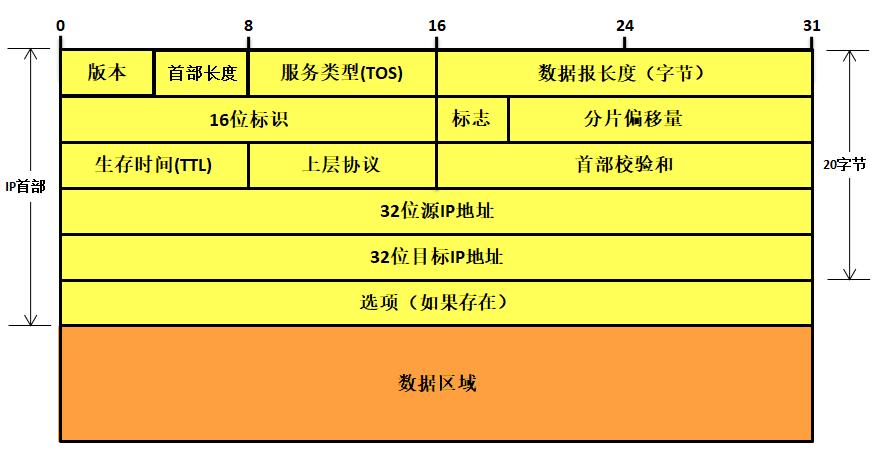 0 8 16 24 31
版本 首部长度 服务类型(TOS) 数据报长度（字节）
16位标识 标志 分片偏移量
生存时间(TTL) 上层协议 首部校验和
IP首部
20字节
32位源IP地址
32位目标IP地址
选项（如果存在）
数据区域